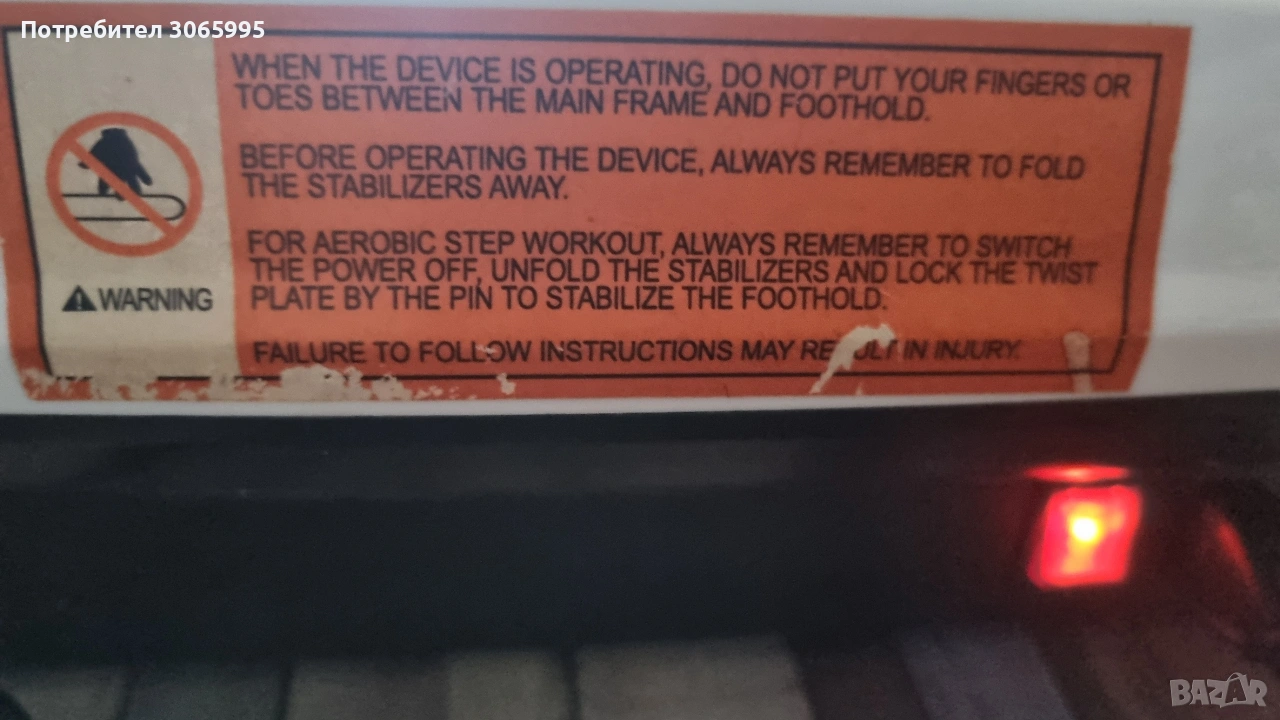 Потребител 3065995
WHEN THE DEVICE IS OPERATING, DO NOT PUT YOUR FINGERS OR
TOES BETWEEN THE MAIN FRAME AND FOOTHOLD.
BEFORE OPERATING THE DEVICE, ALWAYS REMEMBER TO FOLD
THE STABILIZERS AWAY.
FOR AEROBIC STEP WORKOUT, ALWAYS REMEMBER TO SWITCH
THE POWER OFF, UNFOLD THE STABILIZERS AND LOCK THE TWIST
PLATE BY THE PIN TO STABILIZE THE FOOTHOLD.
WARNING
FAILURE TO FOLLOW INSTRUCTIONS MAY RESULT IN INJURY.
BAZAR